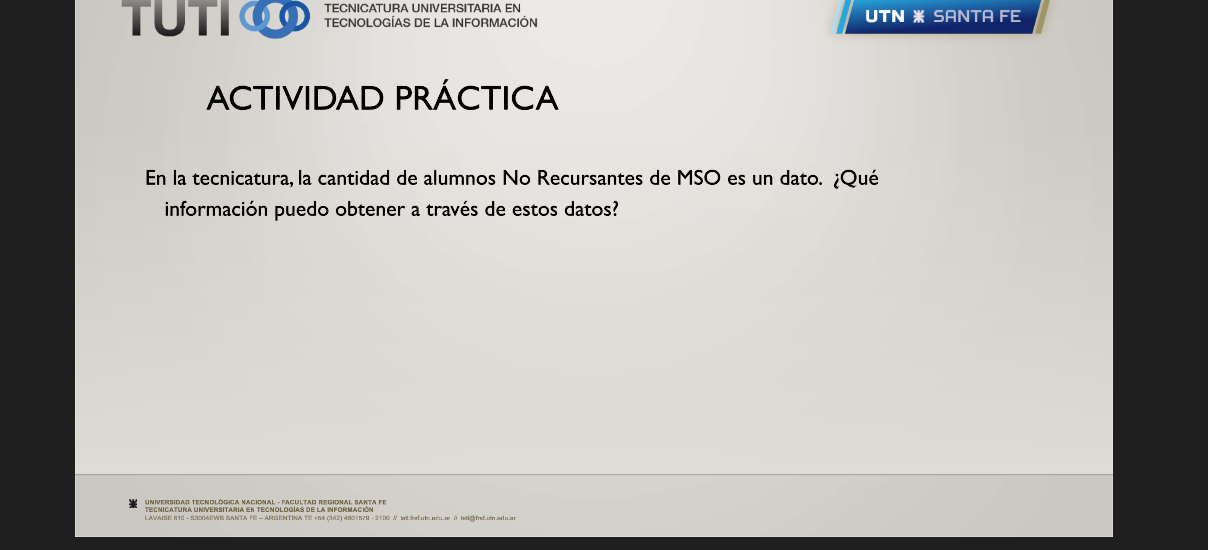 TUTI TECNICATURA UNIVERSITARIA EN
TECNOLOGÍAS DE LA INFORMACIÓN
UTN SANTA FE
ACTIVIDAD PRÁCTICA
En la tecnicatura, la cantidad de alumnos No Recursantes de MSO es un dato. ¿Qué
información puedo obtener a través de estos datos?
UNIVERSIDAD TECNOLÓGICA NACIONAL - FACULTAD REGIONAL SANTA FE
TECNICATURA UNIVERSITARIA EN TECNOLOGÍAS DE LA INFORMACIÓN
LAVAISE 610 - S3004EWB SANTA FE – ARGENTINA TE +54 (342) 4601579 - 2100 // tuti.frsf.utn.edu.ar // tuti@frsf.utn.edu.ar